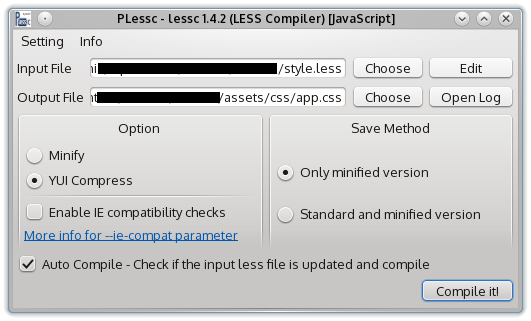 PLessc - lessc 1.4.2 (LESS Compiler) [JavaScript]
Setting Info
Input File /style.less Choose Edit
Output File /assets/css/app.css Choose Open Log
Option
Save Method
Minify
YUI Compress
Only minified version
Enable IE compatibility checks
Standard and minified version
More info for --ie-compat parameter
Auto Compile - Check if the input less file is updated and compile
Compile it!